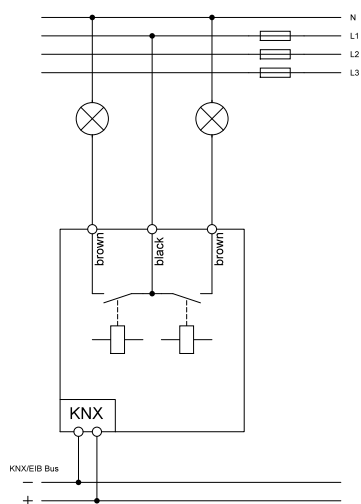 N
L1
L2
L3
brown
black
brown
KNX
KNX/EIB Bus
−
+